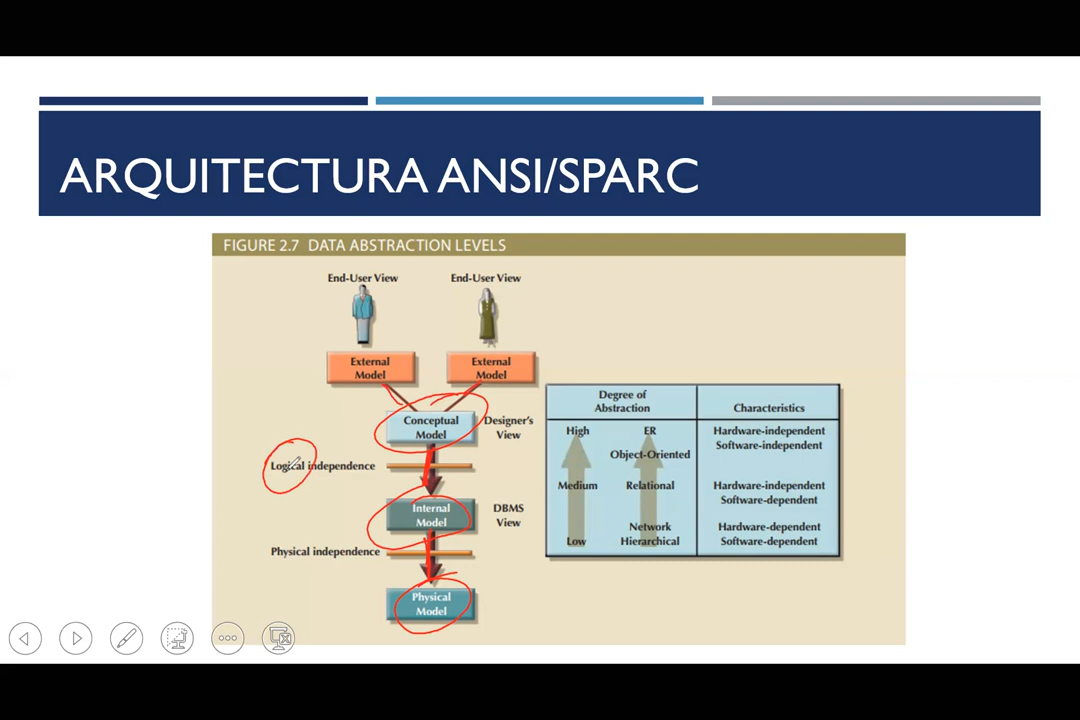 ARQUITECTURA ANSI/SPARC
FIGURE 2.7 DATA ABSTRACTION LEVELS
End-User View
End-User View
External
Model
External
Model
Conceptual
Model
Designer's
View
Logical independence
Internal
Model
DBMS
View
Physical independence
Physical
Model
Degree of
Abstraction
Characteristics
High
ER
Hardware-independent
Software-independent
Object-Oriented
Medium
Relational
Hardware-independent
Software-dependent
Network
Hardware-dependent
Low
Hierarchical
Software-dependent